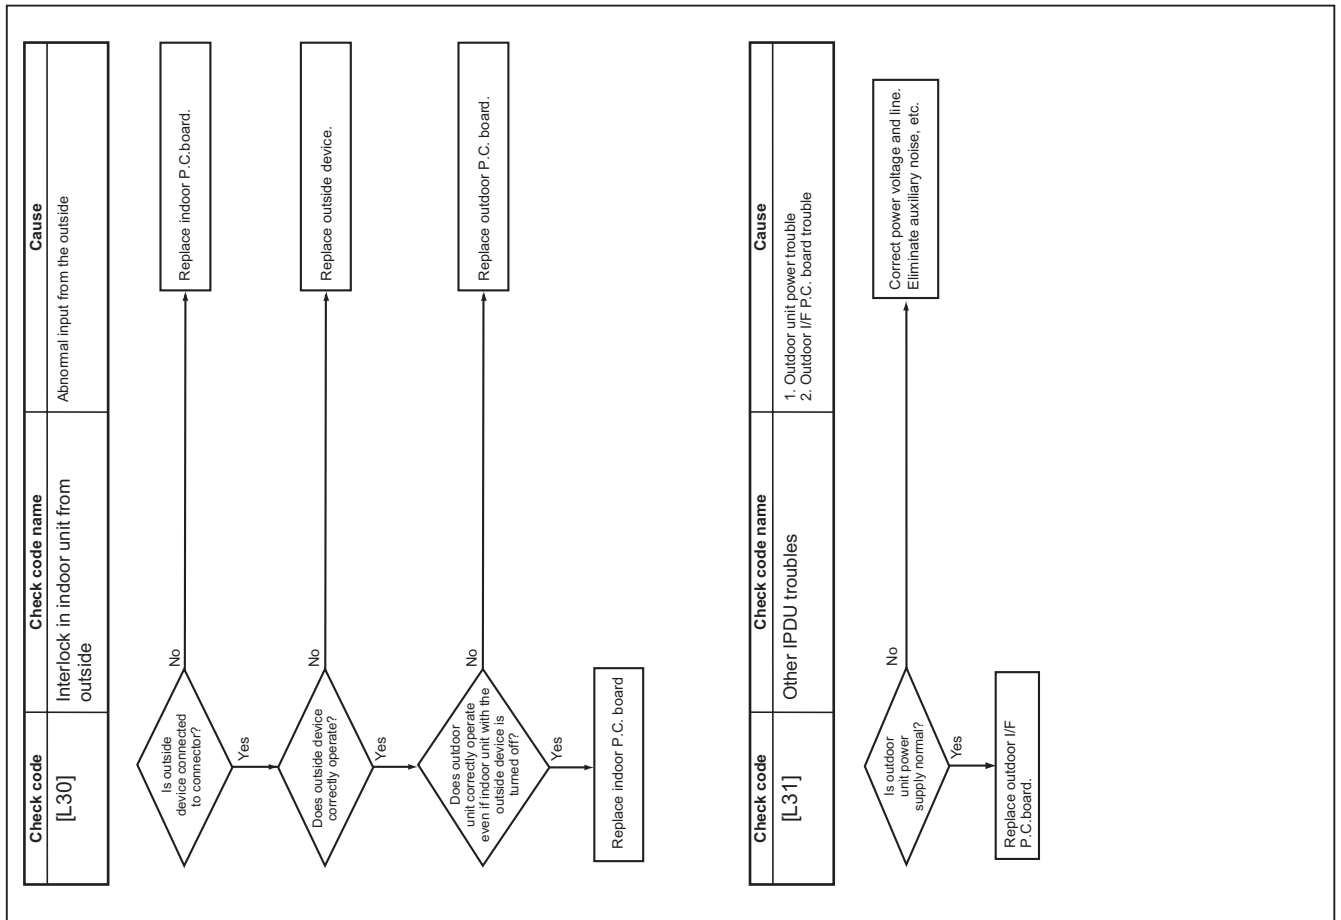 Check code
Check code name
Cause
[L30]
Interlock in indoor unit from
outside
Abnormal input from the outside
Is outside
device connected
to connector?
No
Replace indoor P.C.board.
Yes
Does outside device
correctly operate?
No
Replace outside device.
Yes
Does outdoor
unit correctly operate
even if indoor unit with the
outside device is
turned off?
No
Replace outdoor P.C. board.
Yes
Replace indoor P.C. board
Check code
Check code name
Cause
[L31]
Other IPDU troubles
1. Outdoor unit power trouble
2. Outdoor I/F P.C. board trouble
Is outdoor
unit power
supply normal?
No
Correct power voltage and line.
Eliminate auxiliary noise, etc.
Yes
Replace outdoor I/F
P.C.board.